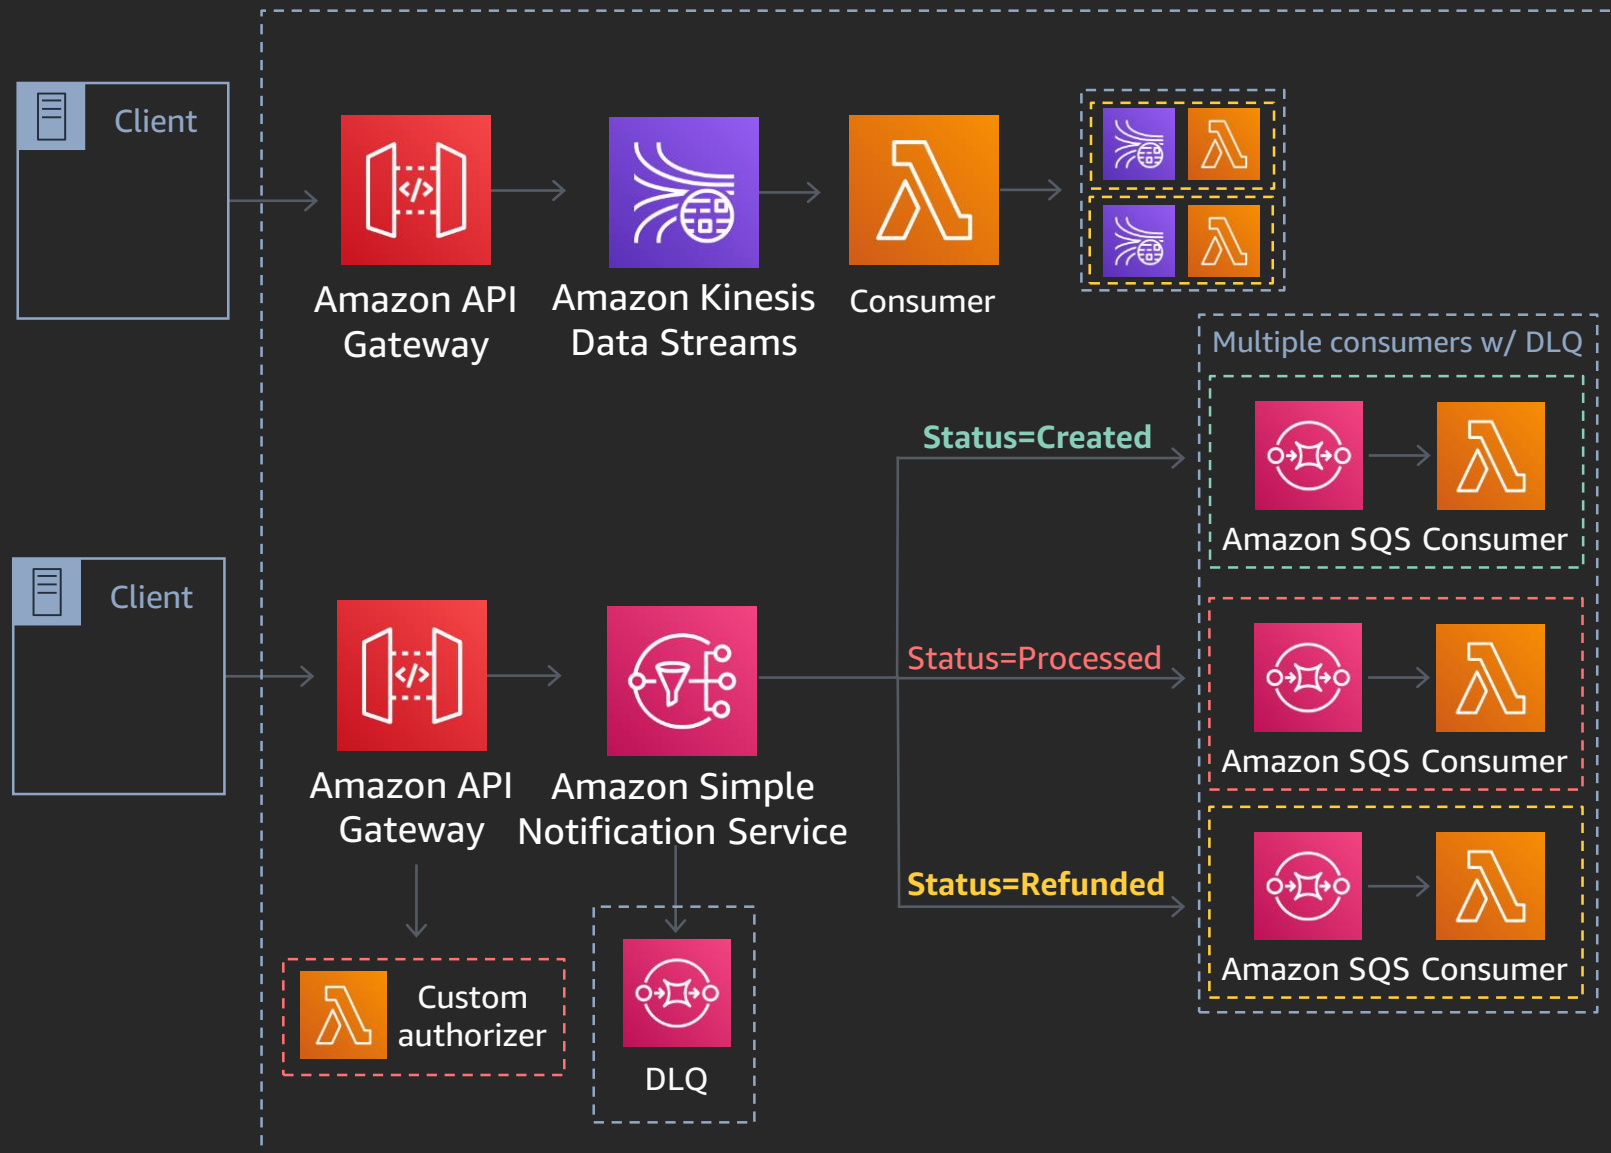 Client
Amazon API
Gateway
Amazon Kinesis
Data Streams
Consumer
Multiple consumers w/ DLQ
Status=Created
Amazon SQS
Consumer
Client
Amazon API
Gateway
Amazon Simple
Notification Service
Status=Processed
Amazon SQS
Consumer
Status=Refunded
Amazon SQS
Consumer
Custom
authorizer
DLQ